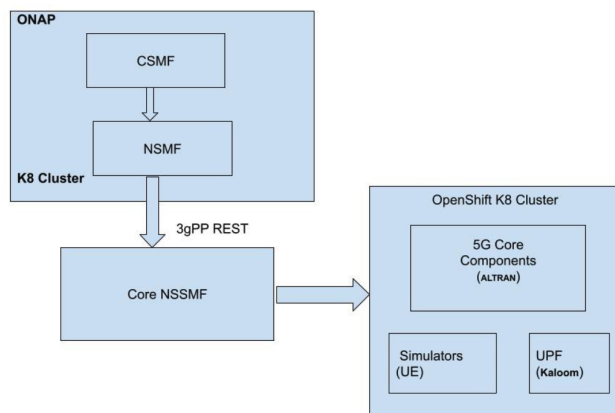 ONAP
CSMF
NSMF
K8 Cluster
3gPP REST
Core NSSMF
OpenShift K8 Cluster
5G Core
Components
(ALTRAN)
Simulators
(UE)
UPF
(Kaloom)